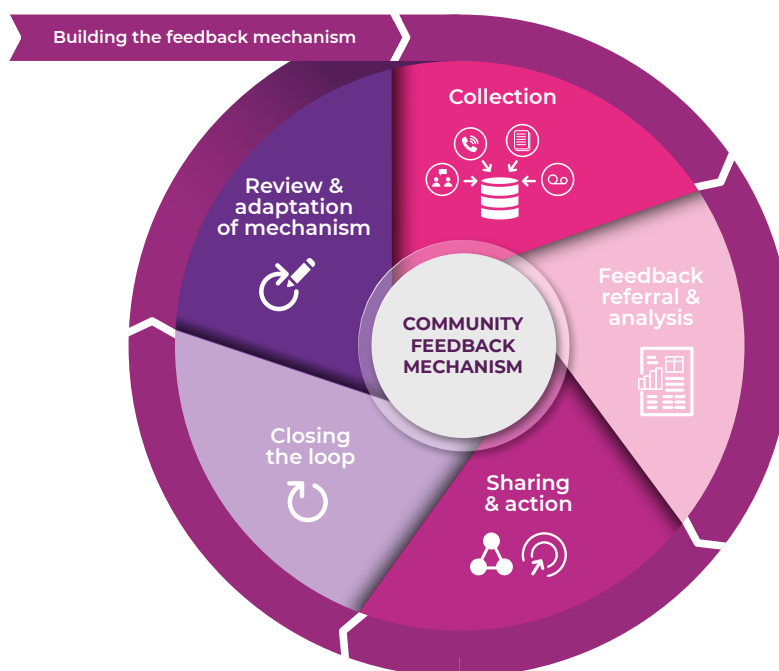 Building the feedback mechanism
Collection
Feedback
referral &
analysis
Sharing
& action
Closing
the loop
Review &
adaptation
of mechanism
COMMUNITY
FEEDBACK
MECHANISM